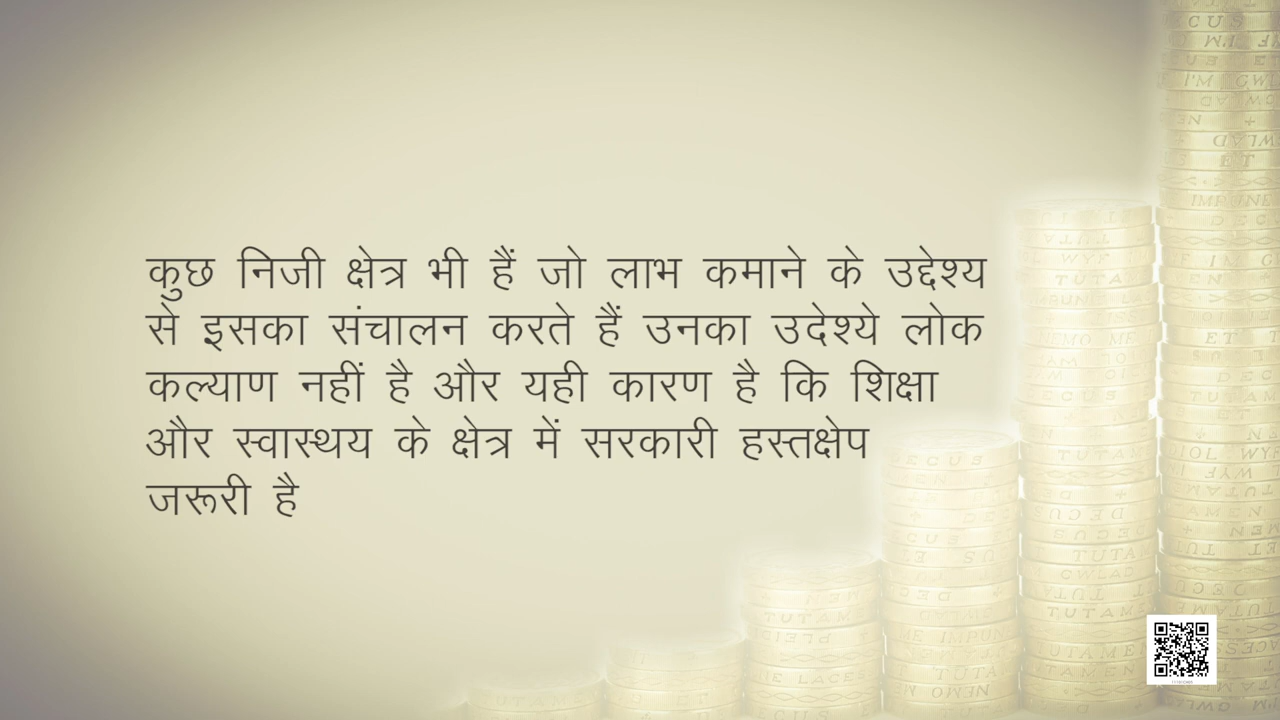 कुछ निजी क्षेत्र भी हैं जो लाभ कमाने के उद्देश्य
से इसका संचालन करते हैं उनका उदेश्ये लोक
कल्याण नहीं है और यही कारण है कि शिक्षा
और स्वास्थय के क्षेत्र में सरकारी हस्तक्षेप
जरूरी है